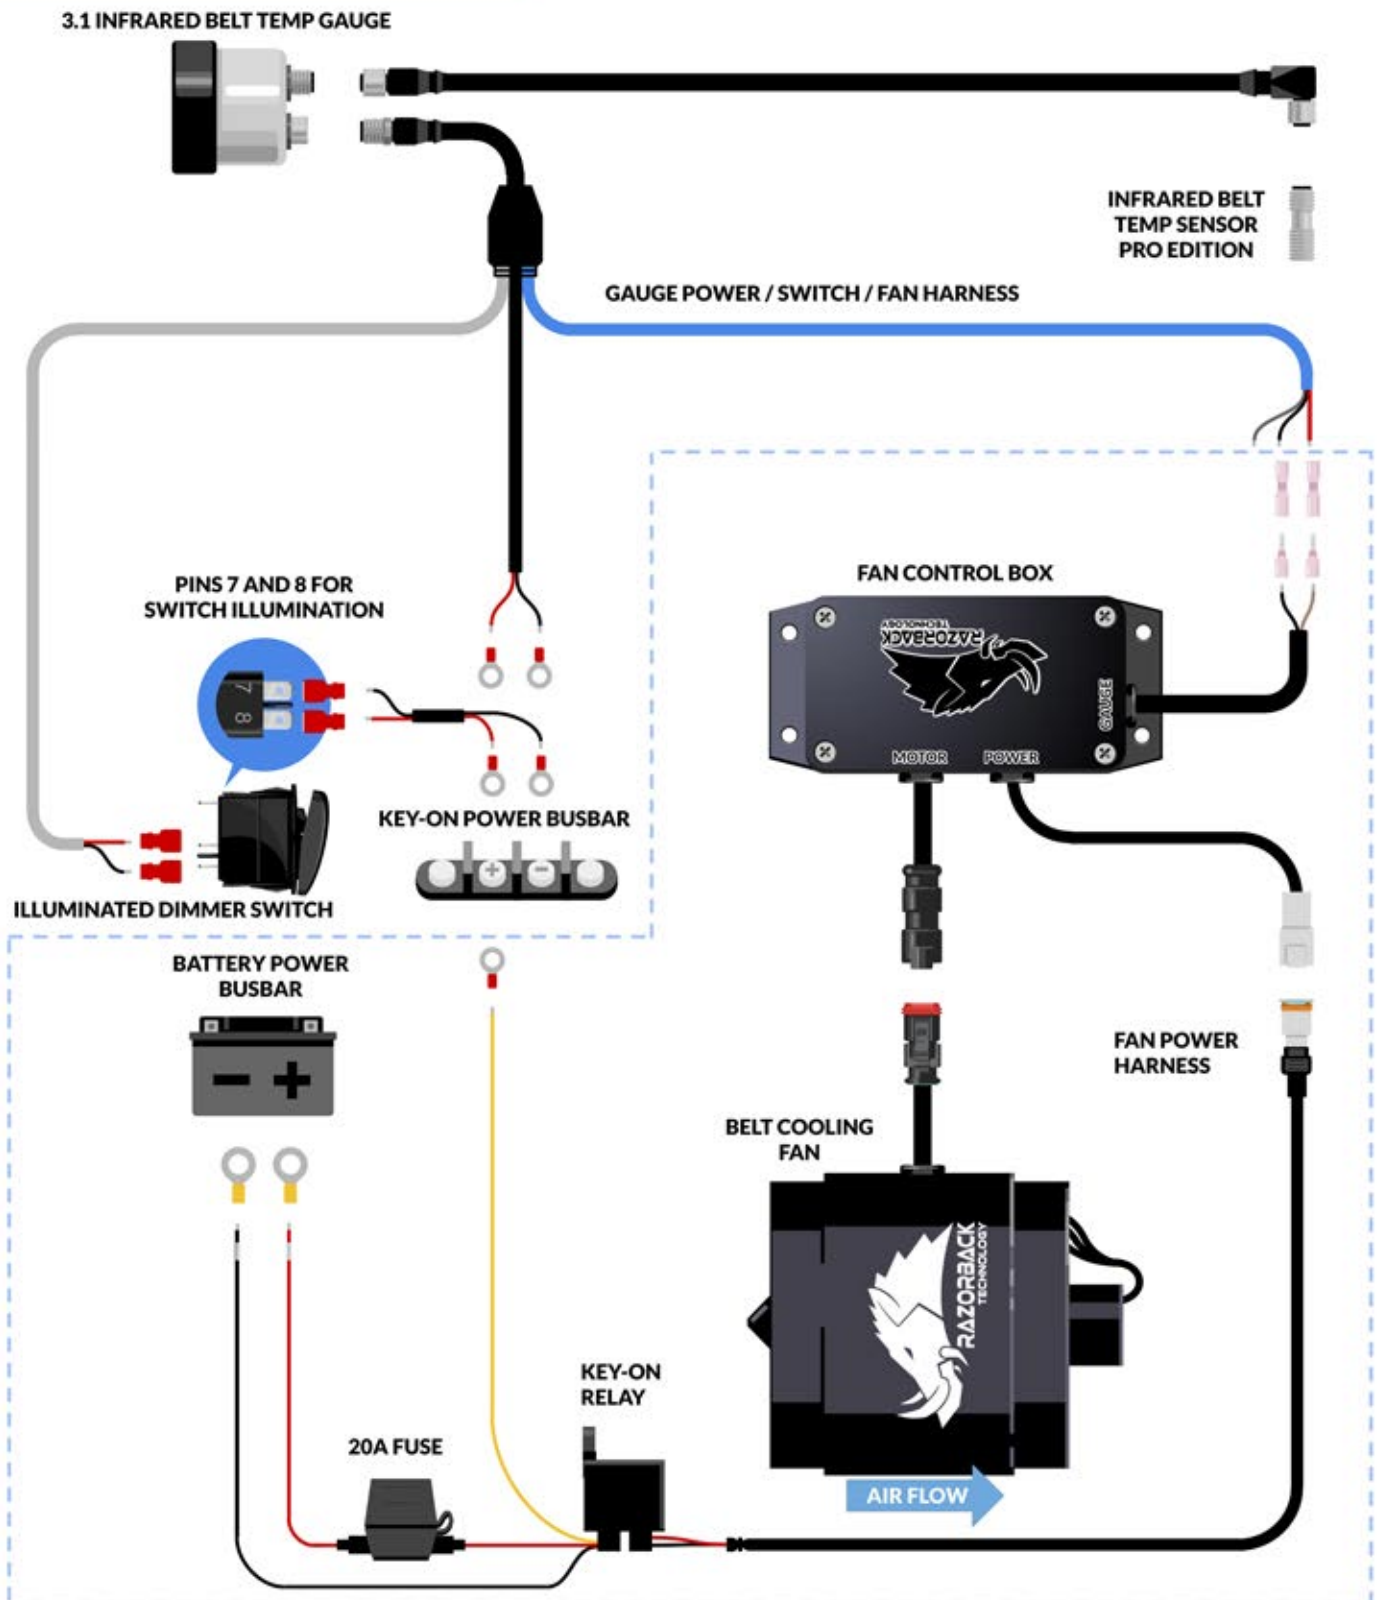 3.1 INFRARED BELT TEMP GAUGE
INFRARED BELT
TEMP SENSOR
PRO EDITION
GAUGE POWER / SWITCH / FAN HARNESS
PINS 7 AND 8 FOR
SWITCH ILLUMINATION
7
8
FAN CONTROL BOX
RAZORBACK
TECHNOLOGY
GAUGE
MOTOR
POWER
KEY-ON POWER BUSBAR
+
−
ILLUMINATED DIMMER SWITCH
BATTERY POWER
BUSBAR
− +
FAN POWER
HARNESS
BELT COOLING
FAN
RAZORBACK
TECHNOLOGY
KEY-ON
RELAY
20A FUSE
AIR FLOW